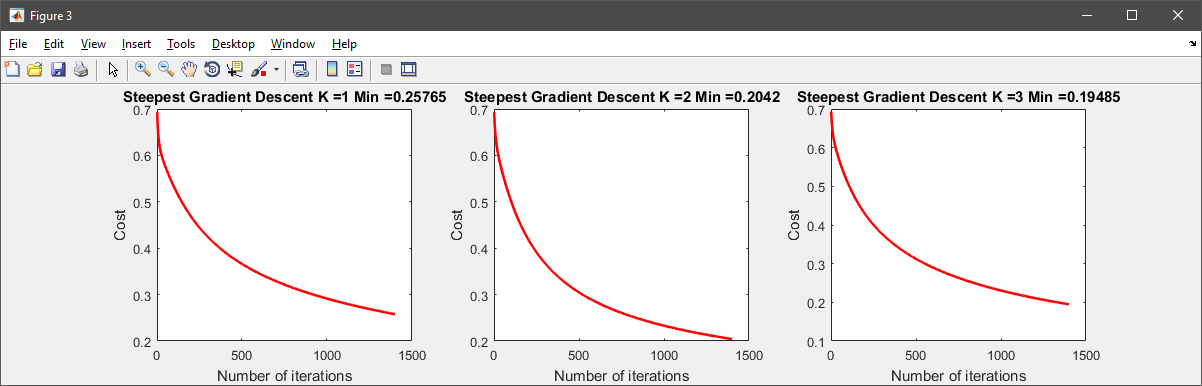 Figure 3
File Edit View Insert Tools Desktop Window Help
Steepest Gradient Descent K =1 Min =0.25765
0.7
0.6
0.5
0.4
0.3
0.2
Cost
0 500 1000 1500
Number of iterations
Steepest Gradient Descent K =2 Min =0.2042
0.7
0.6
0.5
0.4
0.3
0.2
Cost
0 500 1000 1500
Number of iterations
Steepest Gradient Descent K =3 Min =0.19485
0.7
0.6
0.5
0.4
0.3
0.2
0.1
Cost
0 500 1000 1500
Number of iterations